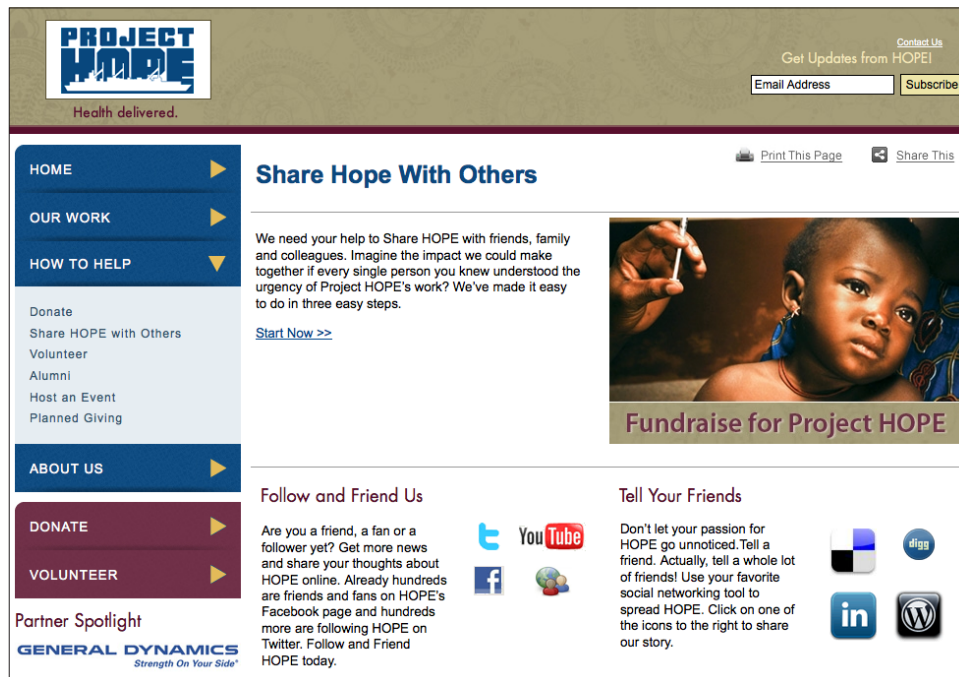 PROJECT
HOPE
Health delivered.
Contact Us
Get Updates from HOPE!
Email Address
Subscribe
HOME
OUR WORK
HOW TO HELP
Donate
Share HOPE with Others
Volunteer
Alumni
Host an Event
Planned Giving
ABOUT US
DONATE
VOLUNTEER
Partner Spotlight
GENERAL DYNAMICS
Strength On Your Side®
Print This Page
Share This
Share Hope With Others
We need your help to Share HOPE with friends, family
and colleagues. Imagine the impact we could make
together if every single person you knew understood the
urgency of Project HOPE's work? We've made it easy
to do in three easy steps.
Start Now >>
Fundraise for Project HOPE
Follow and Friend Us
Are you a friend, a fan or a
follower yet? Get more news
and share your thoughts about
HOPE online. Already hundreds
are friends and fans on HOPE's
Facebook page and hundreds
more are following HOPE on
Twitter. Follow and Friend
HOPE today.
t
You Tube
f
Tell Your Friends
Don't let your passion for
HOPE go unnoticed.Tell a
friend. Actually, tell a whole lot
of friends! Use your favorite
social networking tool to
spread HOPE. Click on one of
the icons to the right to share
our story.
digg
in
W